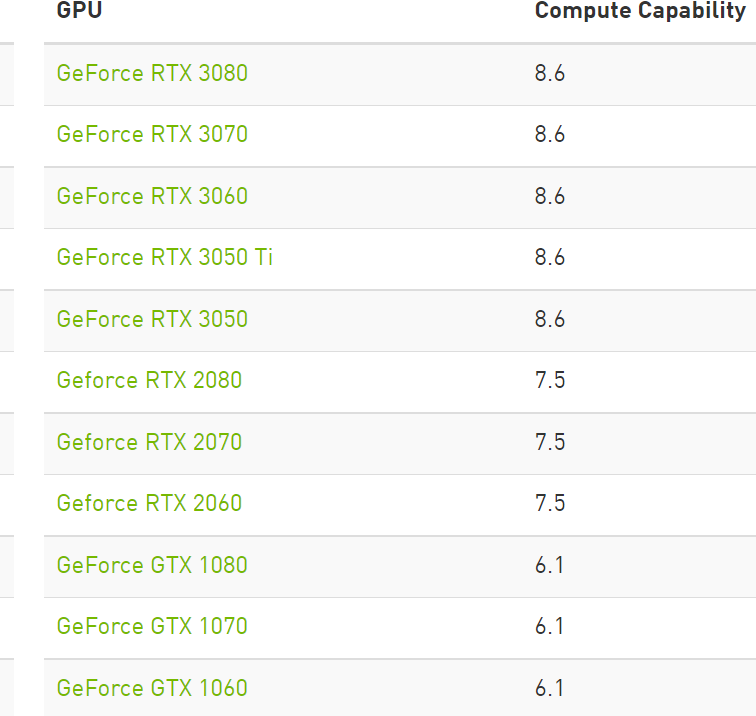 GPU Compute Capability
GeForce RTX 3080 8.6
GeForce RTX 3070 8.6
GeForce RTX 3060 8.6
GeForce RTX 3050 Ti 8.6
GeForce RTX 3050 8.6
Geforce RTX 2080 7.5
Geforce RTX 2070 7.5
Geforce RTX 2060 7.5
GeForce GTX 1080 6.1
GeForce GTX 1070 6.1
GeForce GTX 1060 6.1